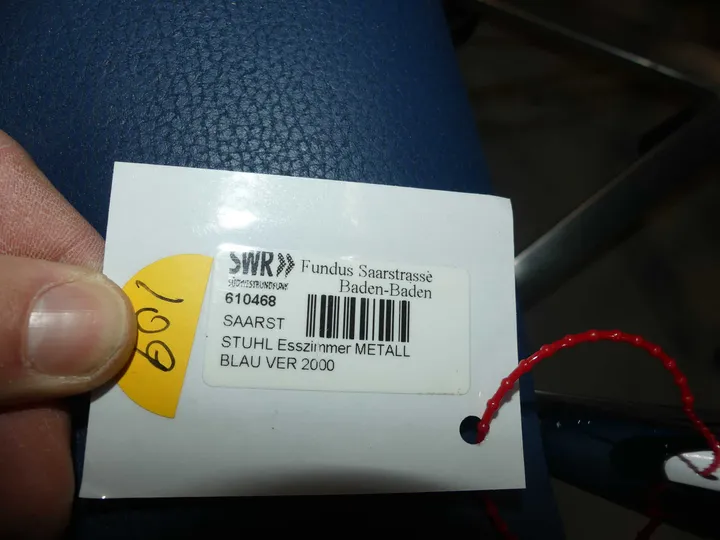 SWR»
SÜDWESTRUNDFUNK
Fundus Saarstrasse
Baden-Baden
610468
SAARST
STUHL Esszimmer METALL
BLAU VER 2000
601